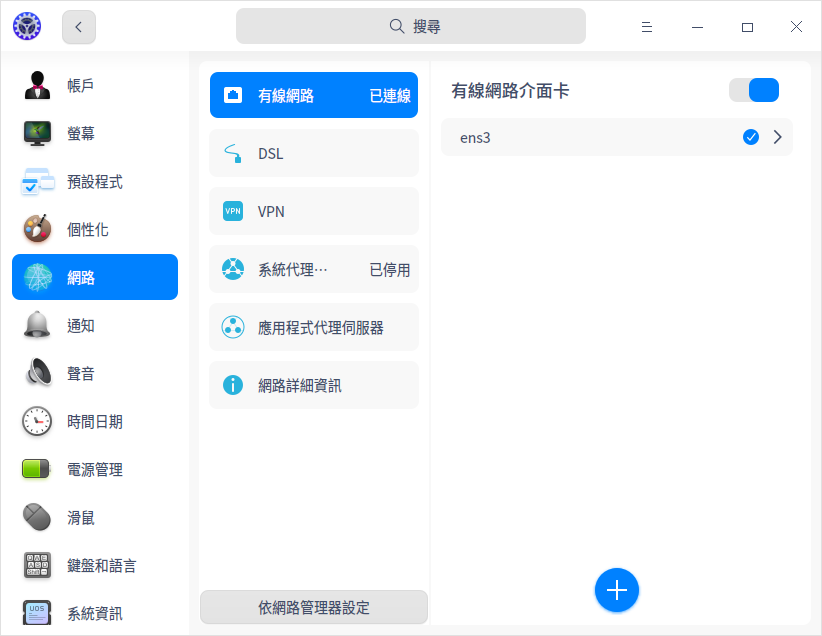 搜尋
帳戶
螢幕
預設程式
個性化
網路
通知
聲音
時間日期
電源管理
滑鼠
鍵盤和語言
UOS
系統資訊
有線網路 已連線
DSL
VPN VPN
系統代理… 已停用
應用程式代理伺服器
網路詳細資訊
依網路管理器設定
有線網路介面卡
ens3